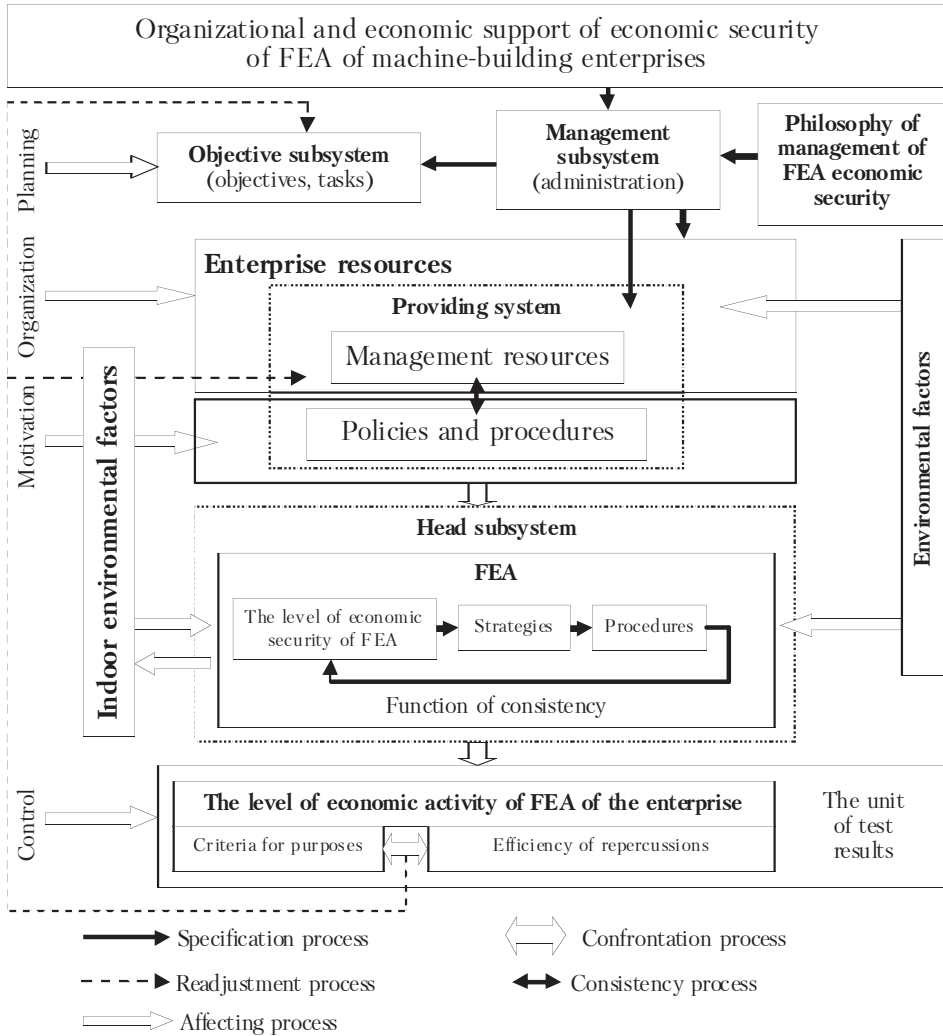 Organizational and economic support of economic security
of FEA of machine-building enterprises
Planning
Objective subsystem
(objectives, tasks)
Management
subsystem
(administration)
Philosophy of
management of
FEA economic
security
Organization
Enterprise resources
Providing system
Management resources
Motivation
Policies and procedures
Indoor environmental factors
Environmental factors
Head subsystem
FEA
The level of economic
security of FEA
Strategies
Procedures
Function of consistency
Control
The level of economic activity of FEA of the enterprise
Criteria for purposes
Efficiency of repercussions
The unit
of test
results
Specification process
Confrontation process
Readjustment process
Consistency process
Affecting process